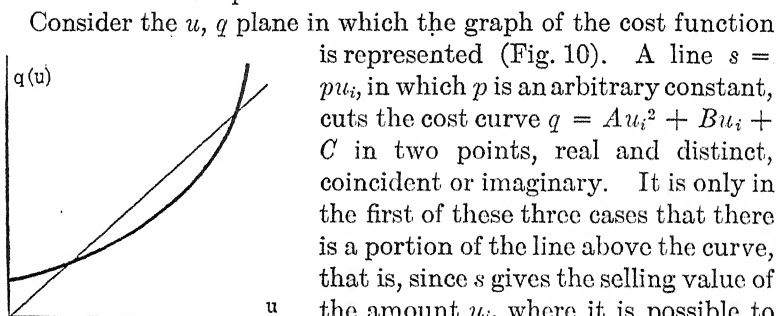 Consider the u, q plane in which the graph of the cost function
is represented (Fig. 10). A line s =
puᵢ, in which p is an arbitrary constant,
cuts the cost curve q = Auᵢ² + Buᵢ +
C in two points, real and distinct,
coincident or imaginary. It is only in
the first of these three cases that there
is a portion of the line above the curve,
that is, since s gives the selling value of
the amount uᵢ, where it is possible to
q(u)
u